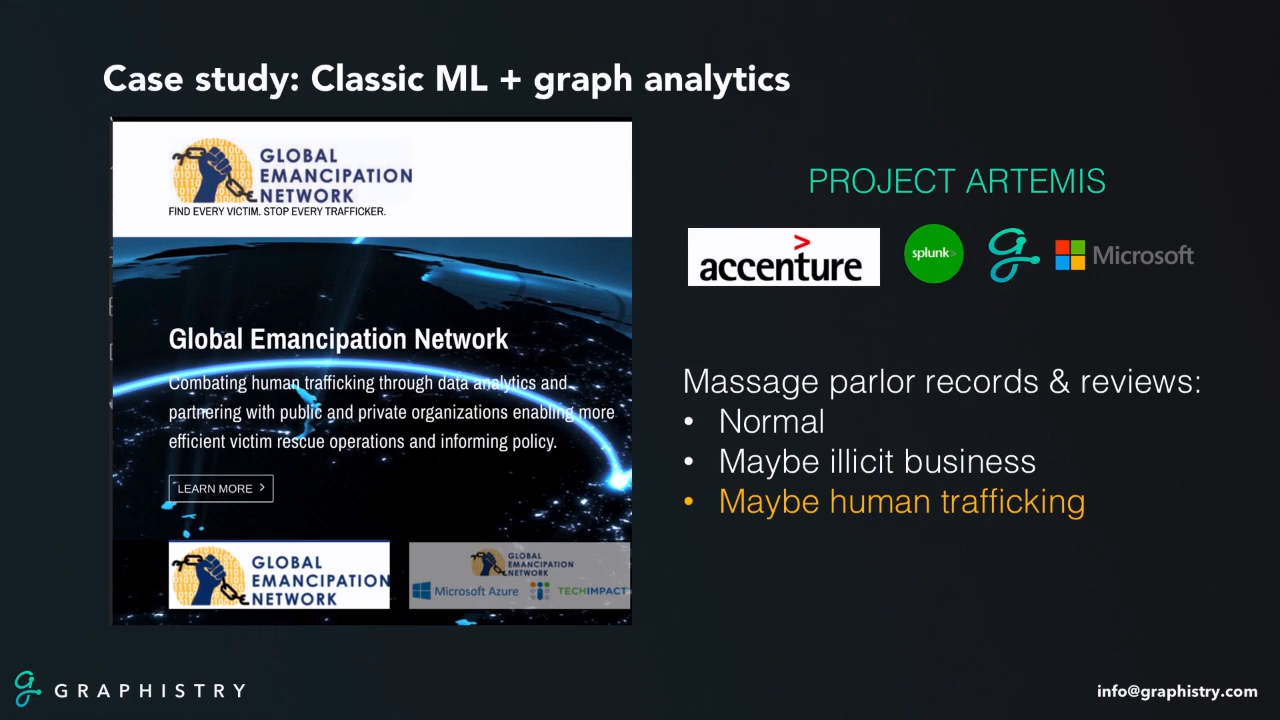 Case study: Classic ML + graph analytics
GLOBAL
EMANCIPATION
NETWORK
FIND EVERY VICTIM. STOP EVERY TRAFFICKER.
Global Emancipation Network
Combating human trafficking through data analytics and
partnering with public and private organizations enabling more
efficient victim rescue operations and informing policy.
LEARN MORE >
GLOBAL
EMANCIPATION
NETWORK
GLOBAL
EMANCIPATION
NETWORK
Microsoft Azure
TECHIMPACT
PROJECT ARTEMIS
accenture
splunk>
Microsoft
Massage parlor records & reviews:
• Normal
• Maybe illicit business
• Maybe human trafficking
GRAPHISTRY
info@graphistry.com